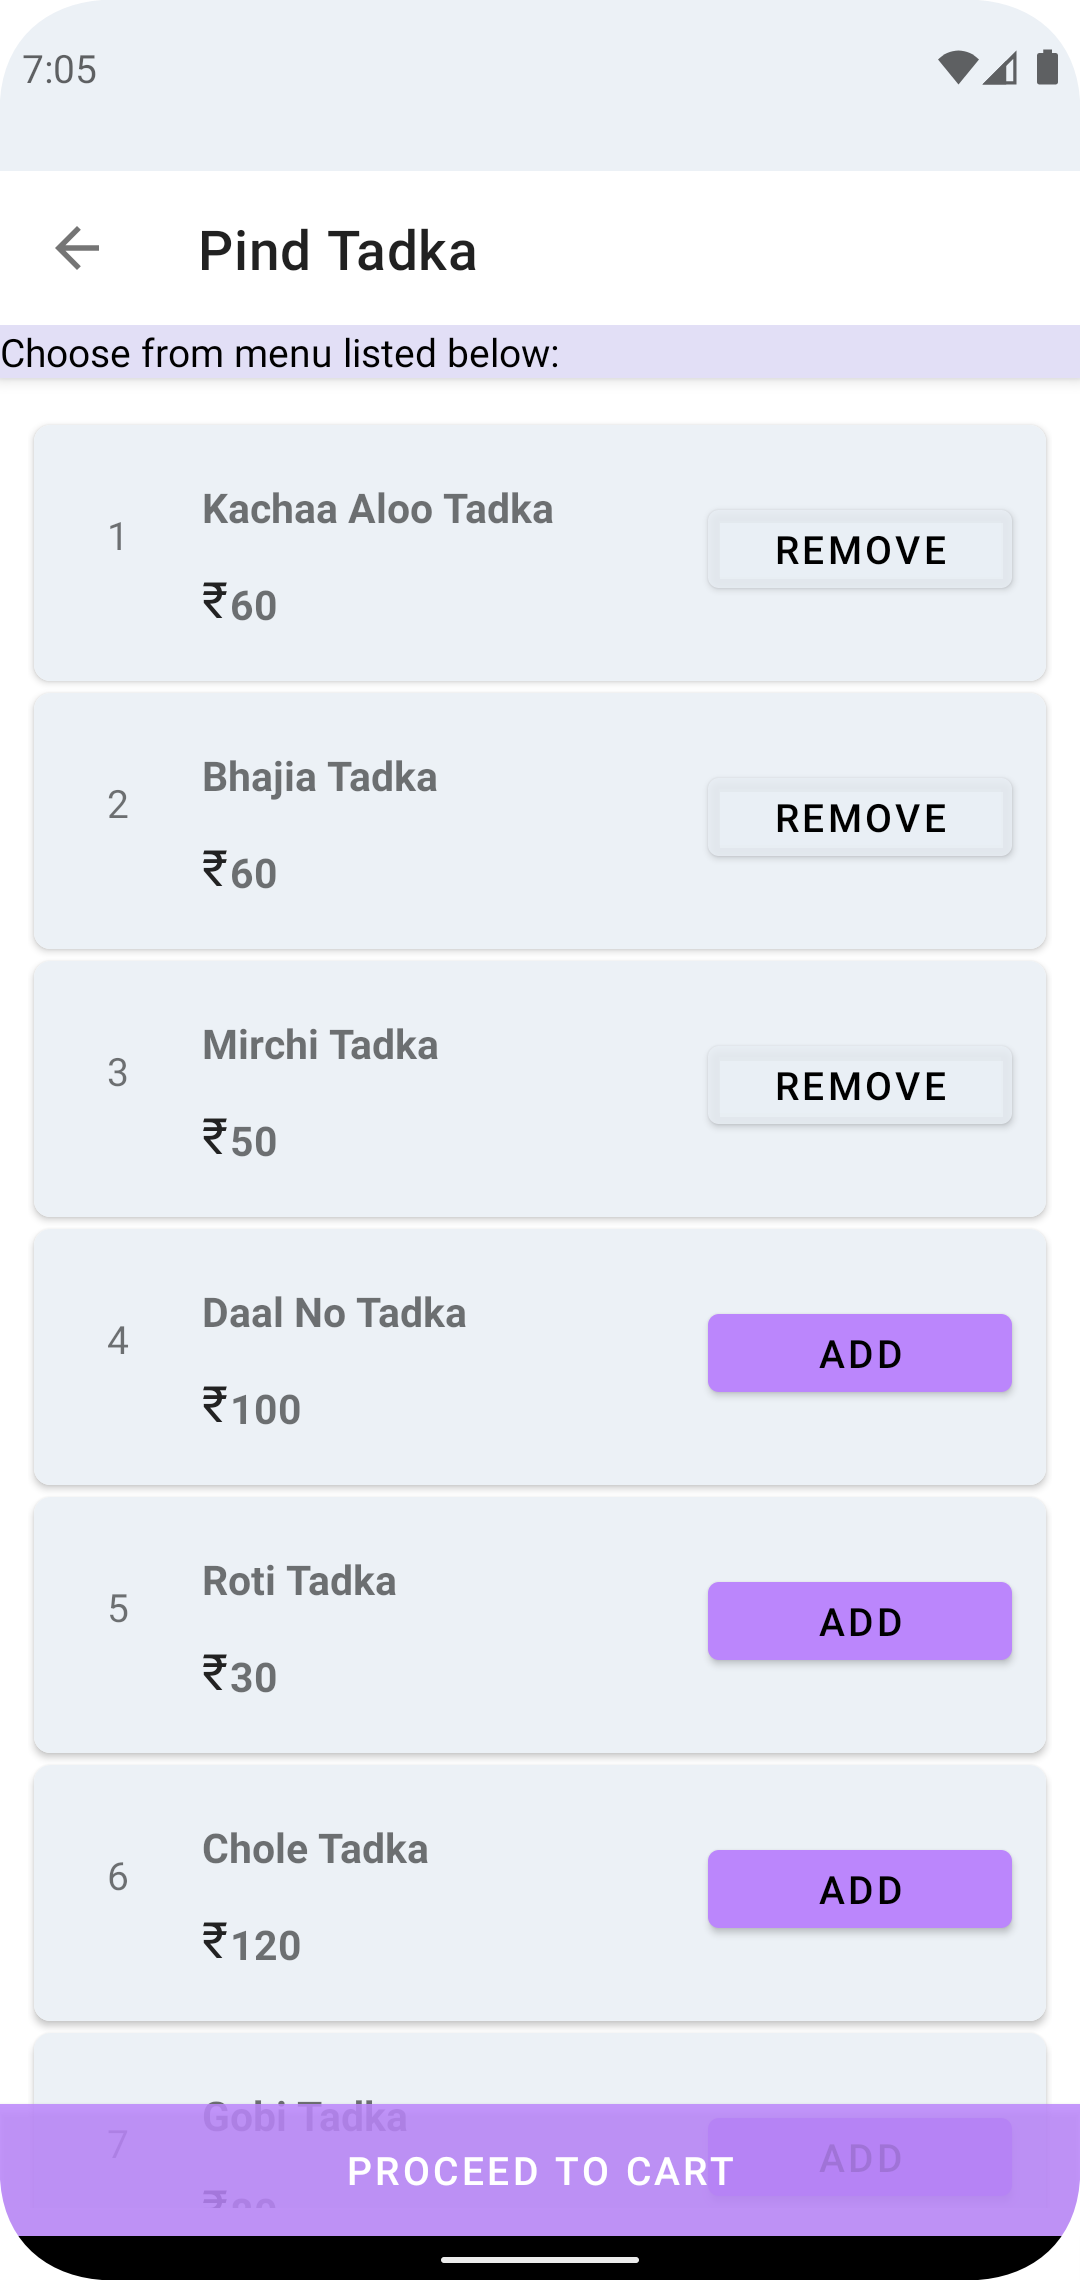 7:05
Pind Tadka
Choose from menu listed below:
1
Kachaa Aloo Tadka
REMOVE
₹60
2
Bhajia Tadka
REMOVE
₹60
3
Mirchi Tadka
REMOVE
₹50
4
Daal No Tadka
ADD
₹100
5
Roti Tadka
ADD
₹30
6
Chole Tadka
ADD
₹120
7
Gobi Tadka
ADD
PROCEED TO CART